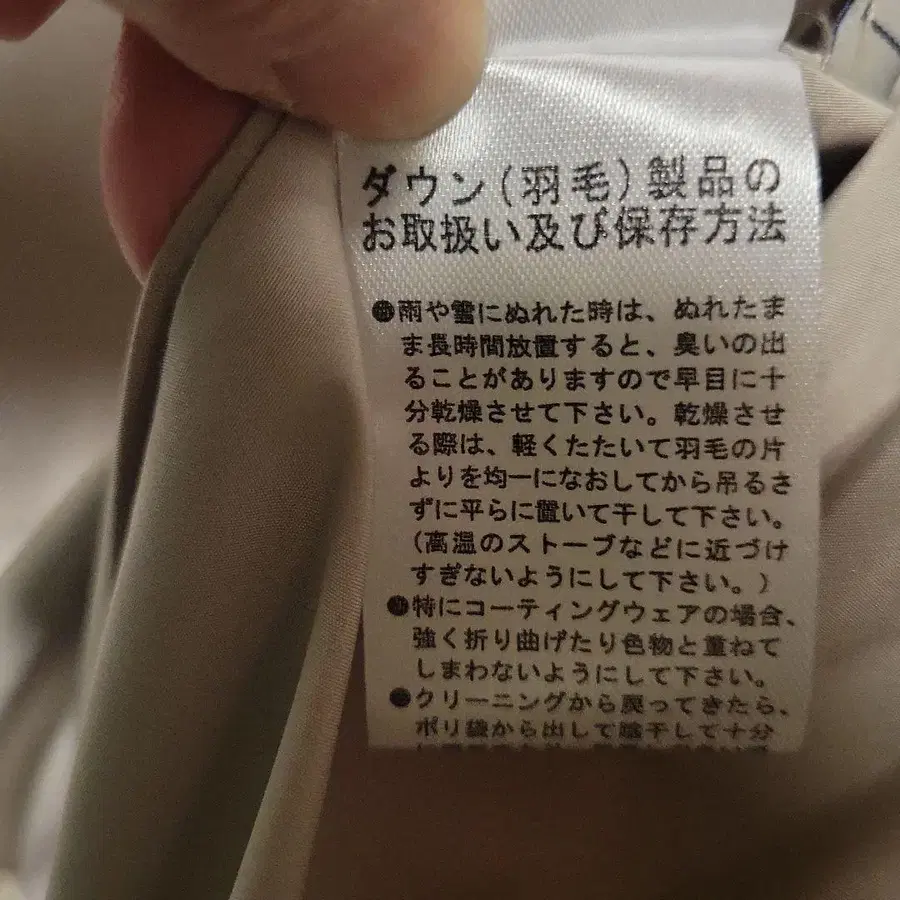 ダウン(羽毛)製品の
お取扱い及び保存方法
●雨や雪にぬれた時は、ぬれたま
ま長時間放置すると、臭いの出
ることがありますので早目に十
分乾燥させて下さい。乾燥させ
る際は、軽くたたいて羽毛の片
よりを均一になおしてから吊るさ
ずに平らに置いて干して下さい。
(高温のストーブなどに近づけ
すぎないようにして下さい。)
●特にコーティングウェアの場合、
強く折り曲げたり色物と重ねて
しまわないようにして下さい。
●クリーニングから戻ってきたら、
ポリ袋から出して陰干しして十分